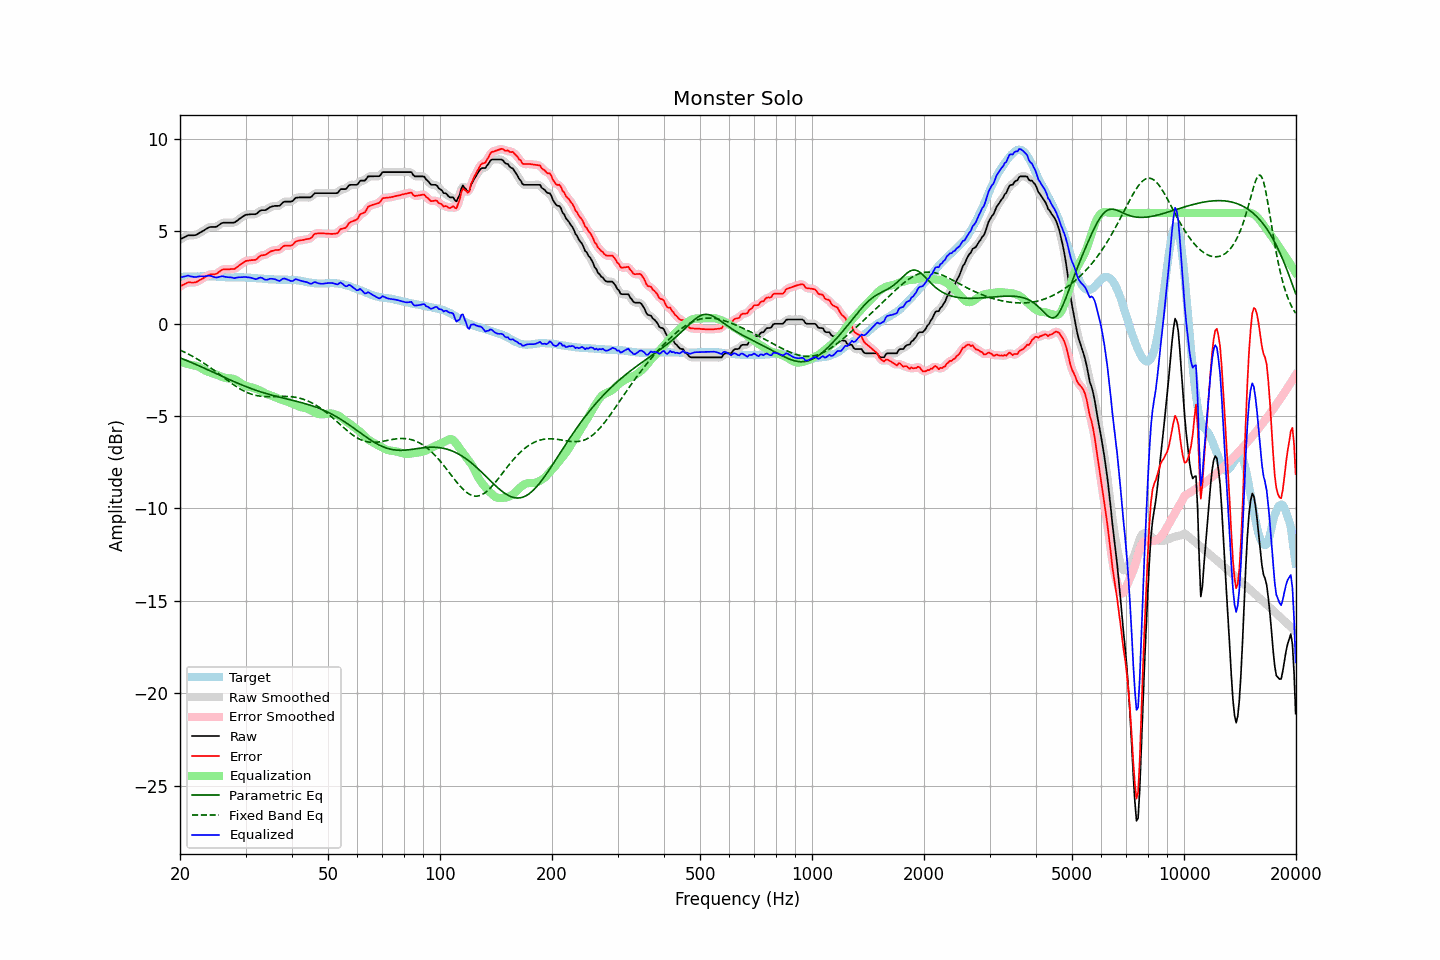 Monster Solo
10
5
0
−5
−10
−15
−20
−25
Amplitude (dBr)
Target
Raw Smoothed
Error Smoothed
Raw
Error
Equalization
Parametric Eq
Fixed Band Eq
Equalized
20 50 100 200 500 1000 2000 5000 10000 20000
Frequency (Hz)